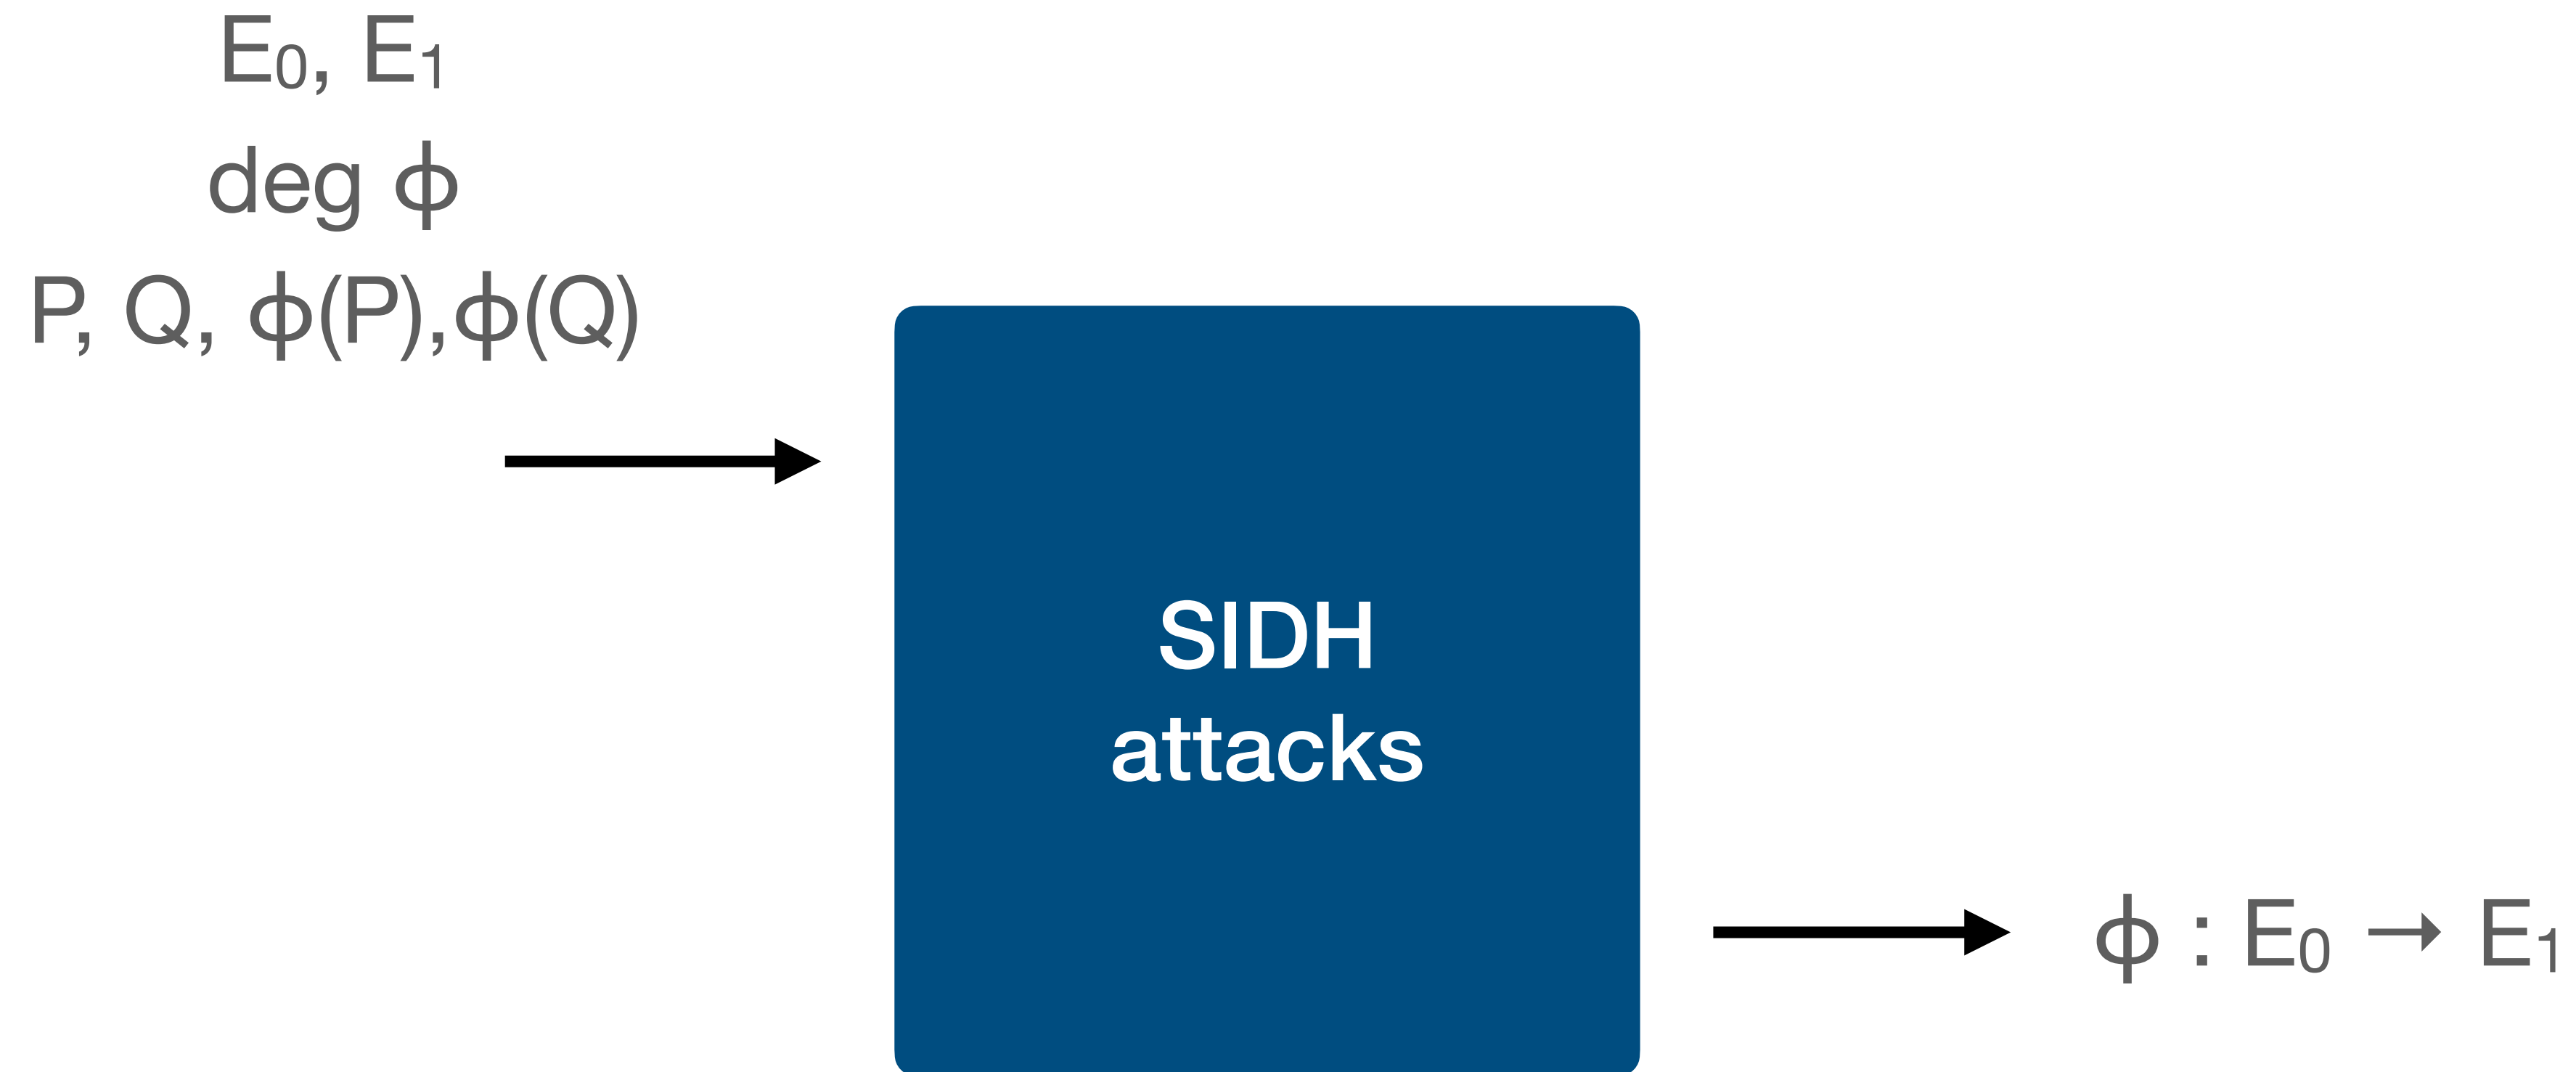 E₀, E₁
deg ϕ
P, Q, ϕ(P),ϕ(Q)
SIDH
attacks
ϕ : E₀ → E₁